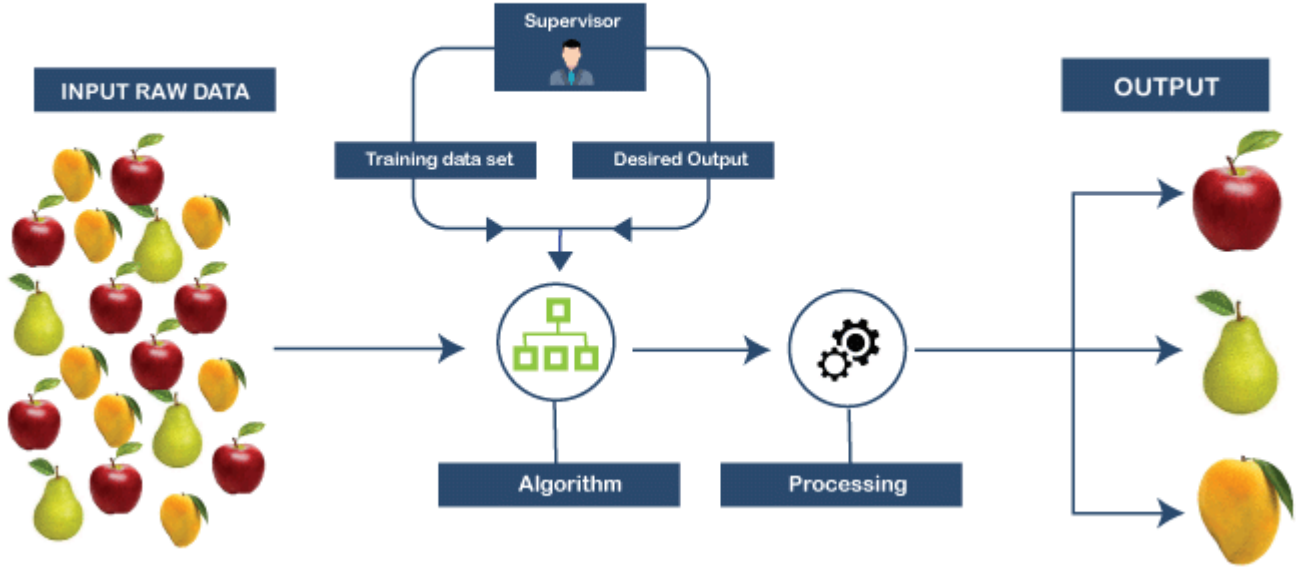 Supervisor
INPUT RAW DATA
OUTPUT
Training data set
Desired Output
Algorithm
Processing